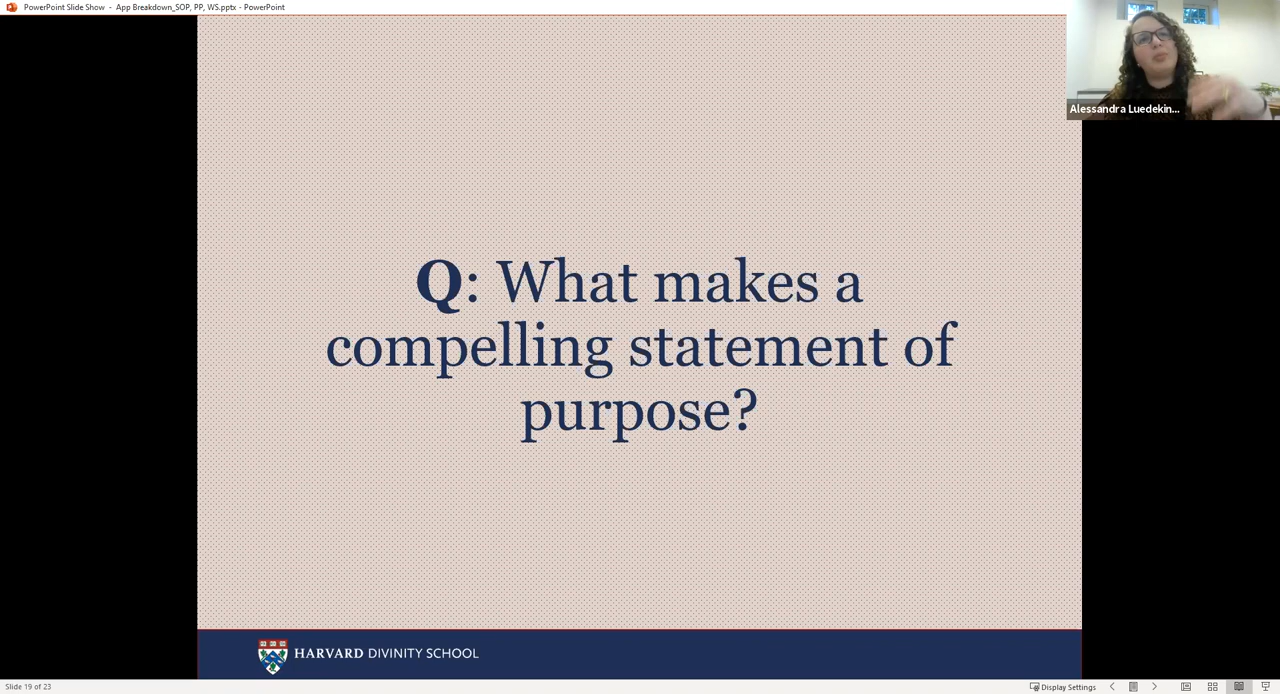 PowerPoint Slide Show - App Breakdown_SOP, PP, WS.pptx - PowerPoint
Alessandra Luedekin...
Q: What makes a
compelling statement of
purpose?
HARVARD DIVINITY SCHOOL
Slide 19 of 23
Display Settings